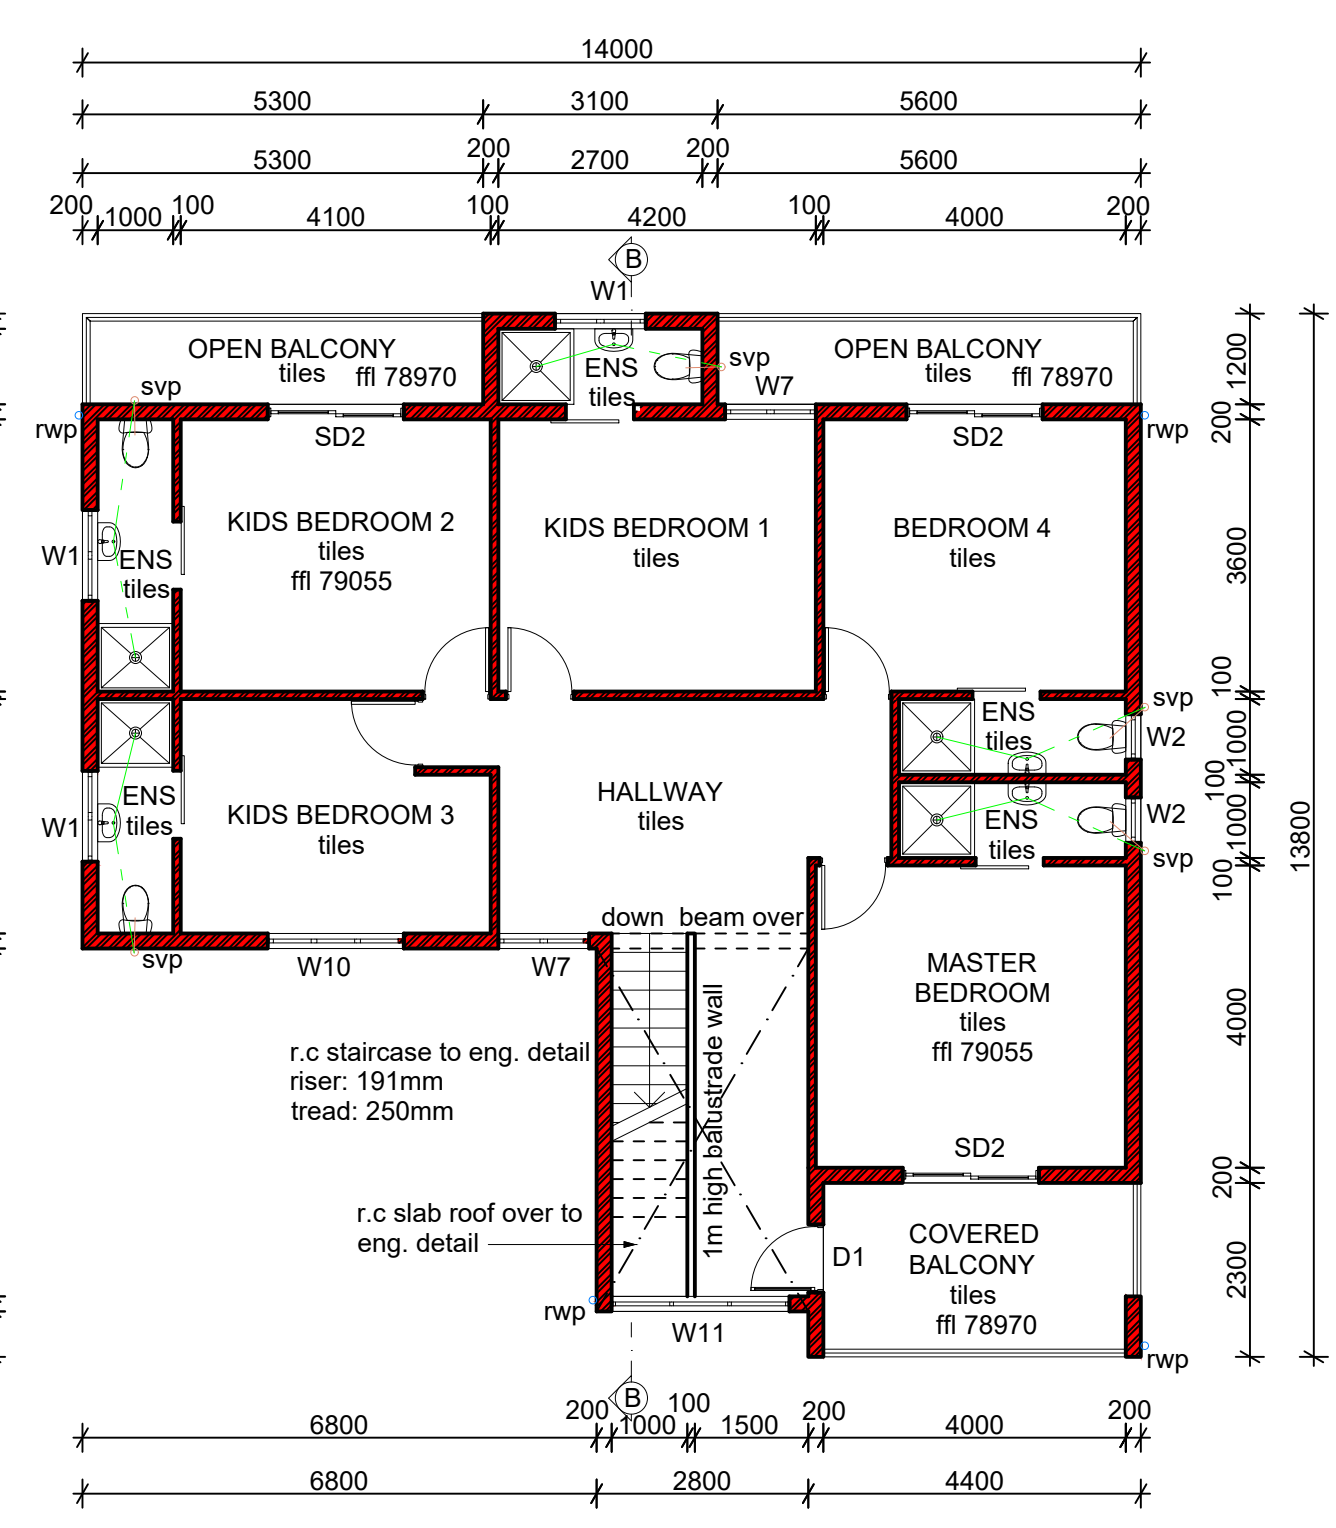 14000
5300 3100 5600
5300 200 2700 200 5600
200 1000 100 4100 100 4200 100 4000 200
B
W1
OPEN BALCONY
tiles ffl 78970
svp
ENS
tiles
svp
W7
OPEN BALCONY
tiles ffl 78970
rwp
SD2
SD2
rwp
KIDS BEDROOM 2
tiles
ffl 79055
KIDS BEDROOM 1
tiles
BEDROOM 4
tiles
W1
ENS
tiles
ENS
tiles
svp
W2
W1
ENS
tiles
KIDS BEDROOM 3
tiles
HALLWAY
tiles
ENS
tiles
W2
svp
down beam over
svp
W10
W7
MASTER
BEDROOM
tiles
ffl 79055
r.c staircase to eng. detail
riser: 191mm
tread: 250mm
1m high balustrade wall
SD2
r.c slab roof over to
eng. detail
COVERED
BALCONY
tiles
ffl 78970
D1
rwp
W11
rwp
B
1200
200
3600
100
1000
100
1000
100
4000
200
2300
13800
6800 200 1000 100 1500 200 4000 200
6800 2800 4400